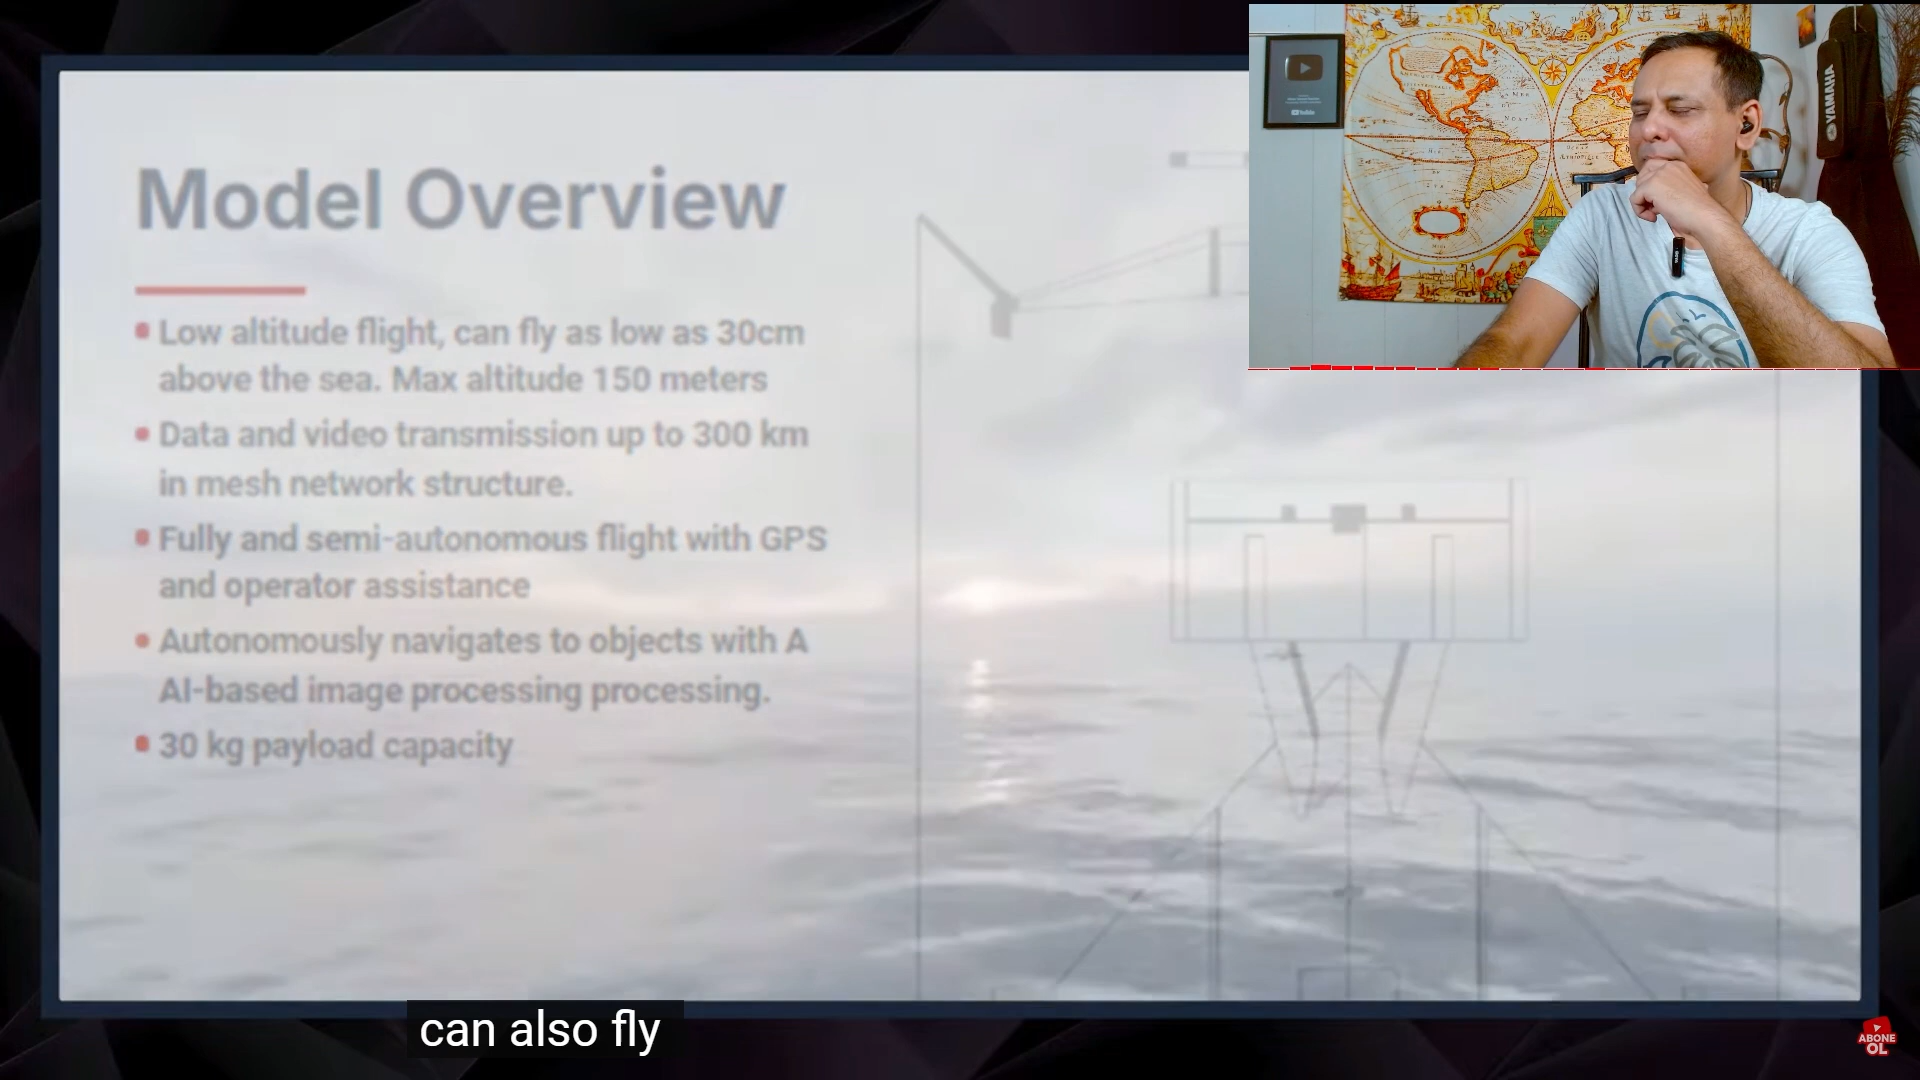 Model Overview
Low altitude flight, can fly as low as 30cm
above the sea. Max altitude 150 meters
Data and video transmission up to 300 km
in mesh network structure.
Fully and semi-autonomous flight with GPS
and operator assistance
Autonomously navigates to objects with A
AI-based image processing processing.
30 kg payload capacity
can also fly
YAMAHA
YouTube
ABONE
OL